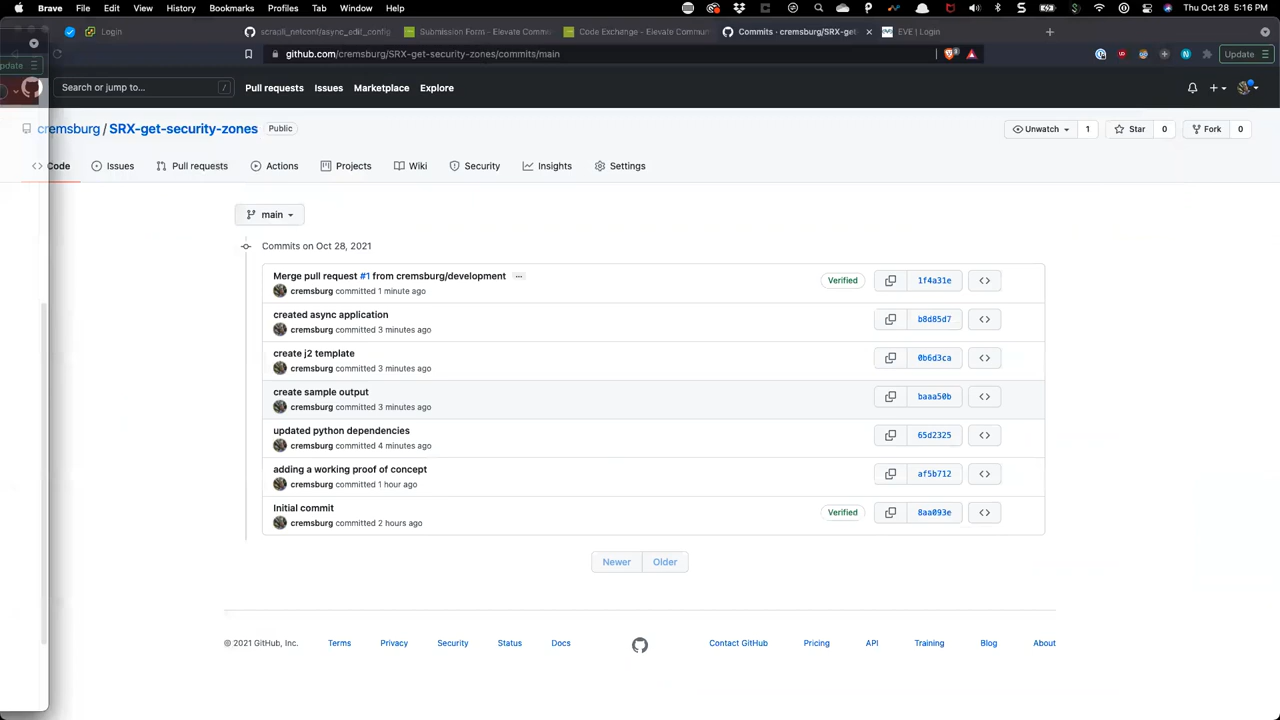 Brave File Edit View History Bookmarks Profiles Tab Window Help Thu Oct 28 5:16 PM
Login Submission Form - Elevate Commu Code Exchange - Elevate Commun Commits · cremsburg/SRX-get- EVE | Login
github.com/cremsburg/SRX-get-security-zones/commits/main Update
pdate
Search or jump to... / Pull requests Issues Marketplace Explore
cremsburg / SRX-get-security-zones Public Unwatch 1 Star 0 Fork 0
Code Issues Pull requests Actions Projects Wiki Security Insights Settings
main
Commits on Oct 28, 2021
Merge pull request #1 from cremsburg/development ...
cremsburg committed 1 minute ago Verified 1f4a31e
created async application
cremsburg committed 3 minutes ago b8d85d7
create j2 template
cremsburg committed 3 minutes ago 0b6d3ca
create sample output
cremsburg committed 3 minutes ago baaa50b
updated python dependencies
cremsburg committed 4 minutes ago 65d2325
adding a working proof of concept
cremsburg committed 1 hour ago af5b712
Initial commit
cremsburg committed 2 hours ago Verified 8aa093e
Newer Older
© 2021 GitHub, Inc. Terms Privacy Security Status Docs Contact GitHub Pricing API Training Blog About